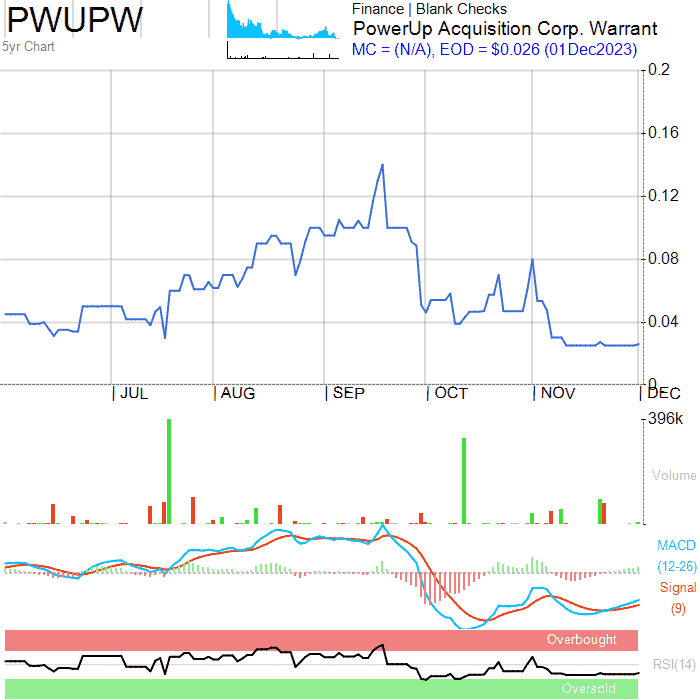 PWUPW
5yr Chart
Finance | Blank Checks
PowerUp Acquisition Corp. Warrant
MC = (N/A), EOD = $0.026 (01Dec2023)
0.2
0.16
0.12
0.08
0.04
0
| JUL | AUG | SEP | OCT | NOV | DEC
396k
Volume
MACD
(12-26)
Signal
(9)
Overbought
RSI(14)
Oversold